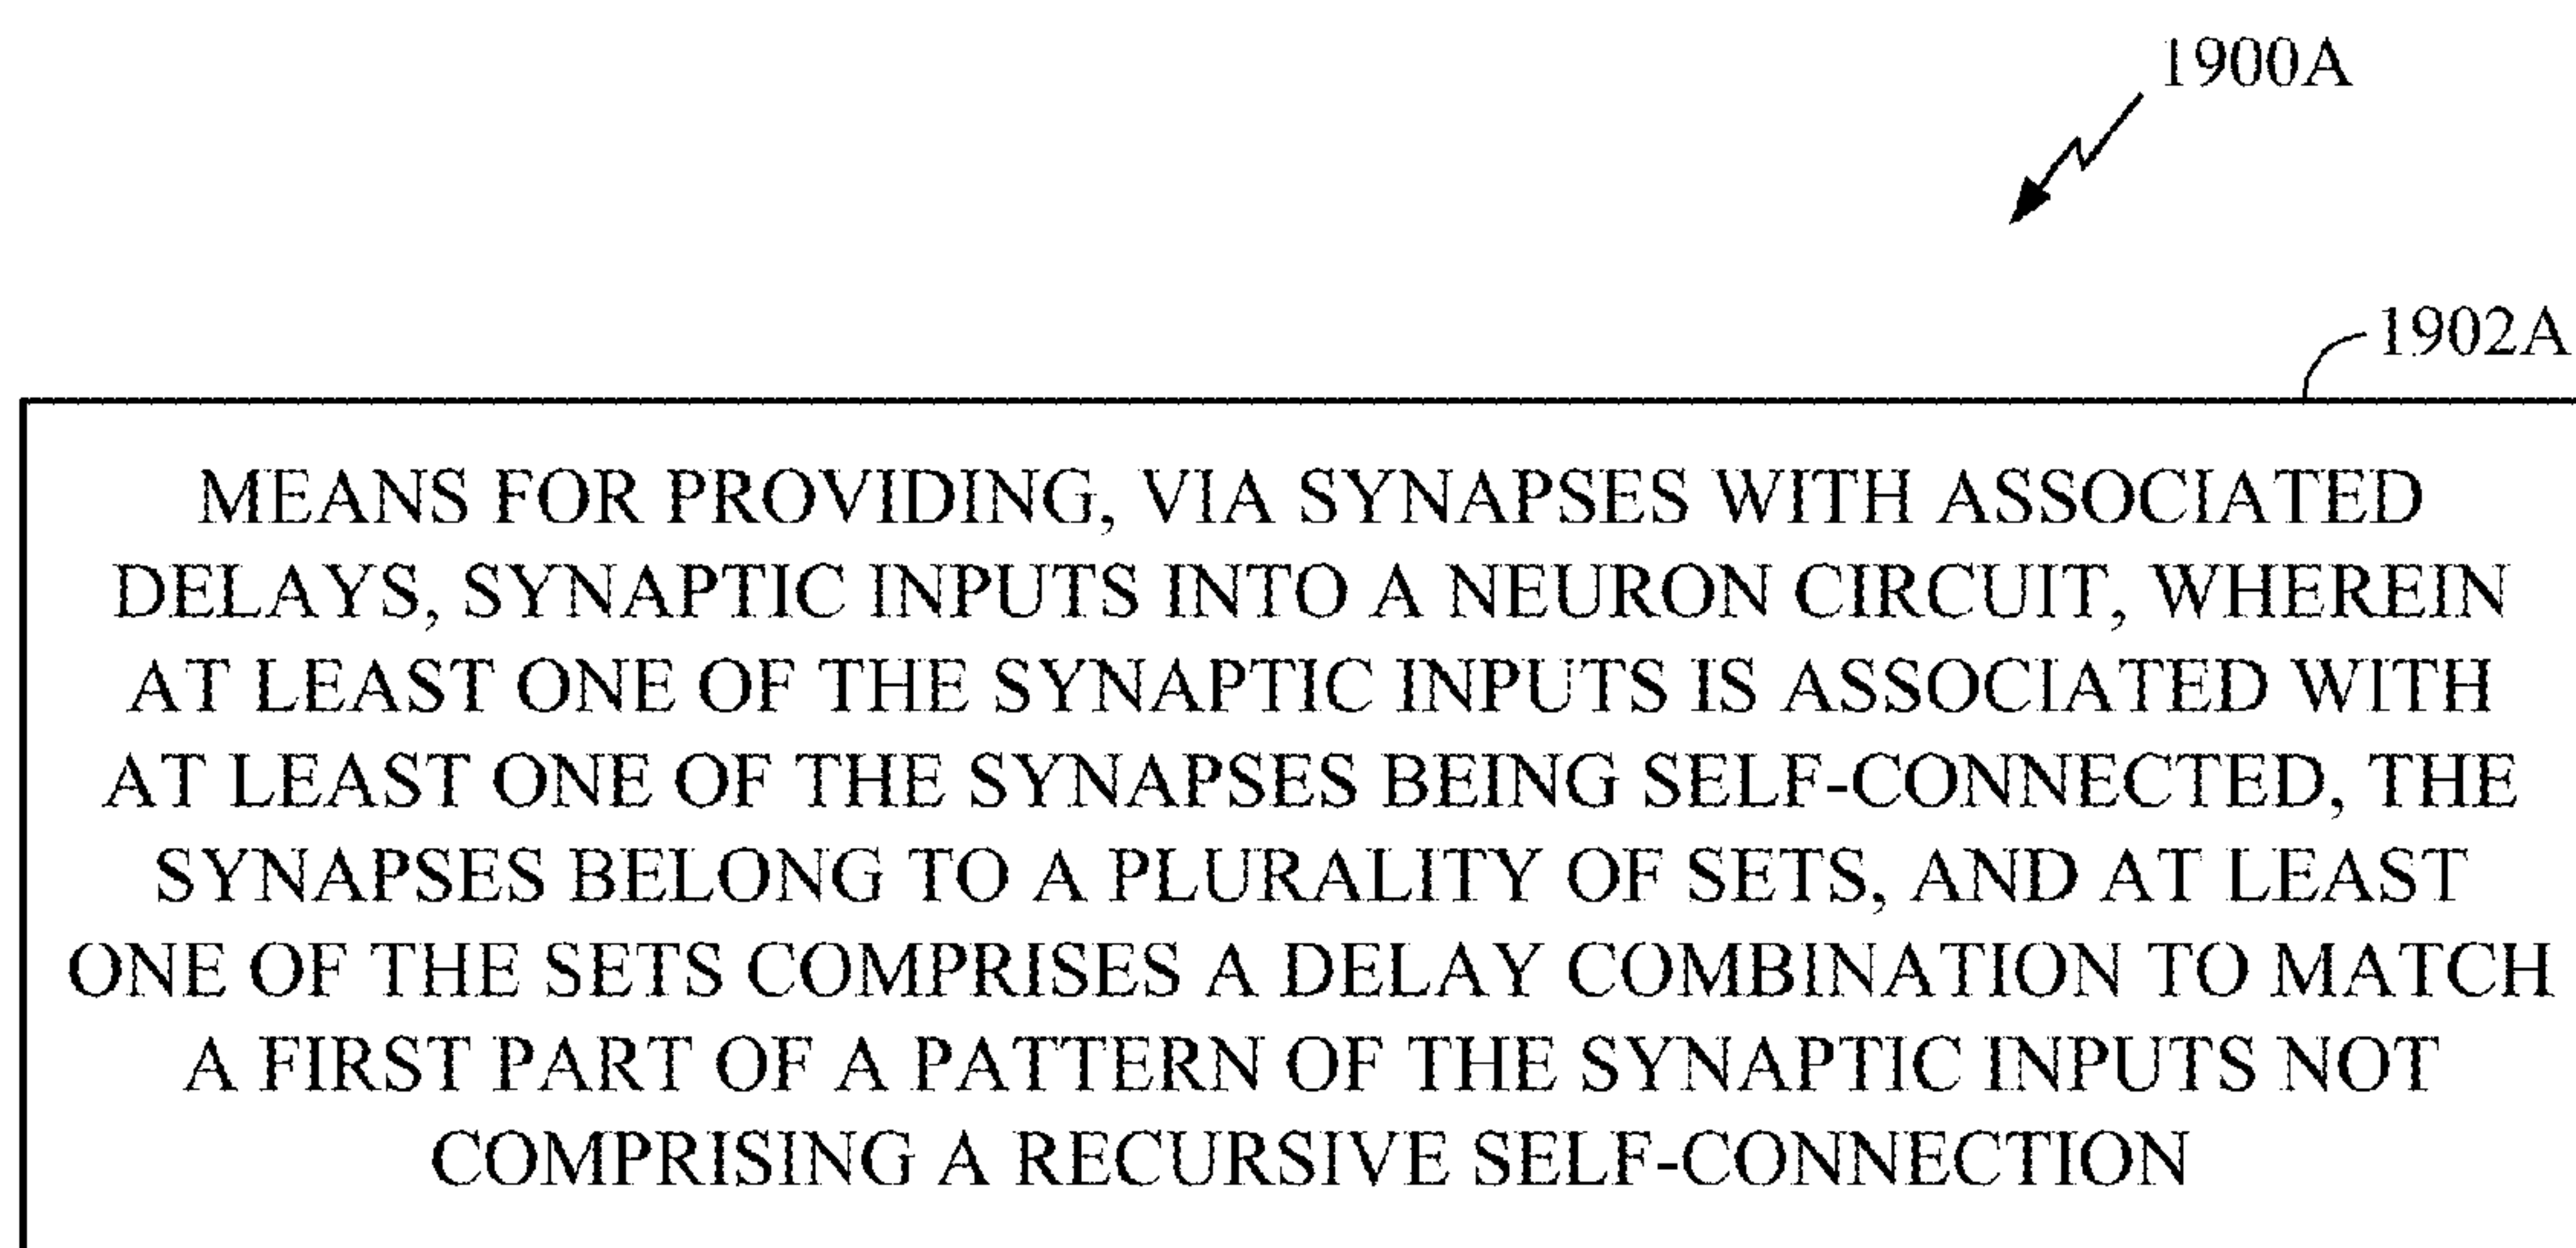 1900A
1902A
MEANS FOR PROVIDING, VIA SYNAPSES WITH ASSOCIATED
DELAYS, SYNAPTIC INPUTS INTO A NEURON CIRCUIT, WHEREIN
AT LEAST ONE OF THE SYNAPTIC INPUTS IS ASSOCIATED WITH
AT LEAST ONE OF THE SYNAPSES BEING SELF-CONNECTED, THE
SYNAPSES BELONG TO A PLURALITY OF SETS, AND AT LEAST
ONE OF THE SETS COMPRISES A DELAY COMBINATION TO MATCH
A FIRST PART OF A PATTERN OF THE SYNAPTIC INPUTS NOT
COMPRISING A RECURSIVE SELF-CONNECTION